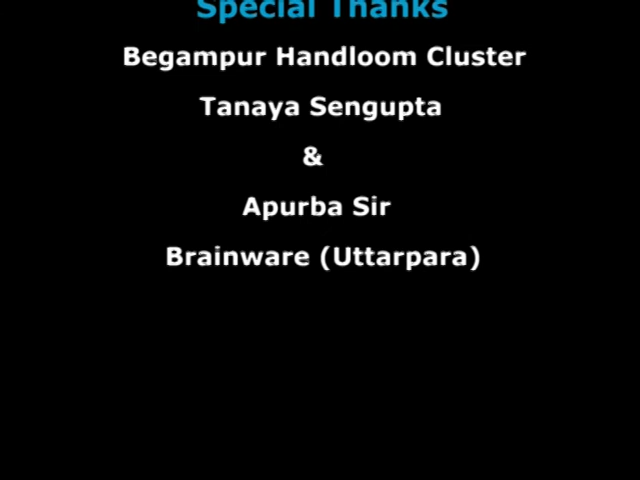 Special Thanks
Begampur Handloom Cluster
Tanaya Sengupta
&
Apurba Sir
Brainware (Uttarpara)